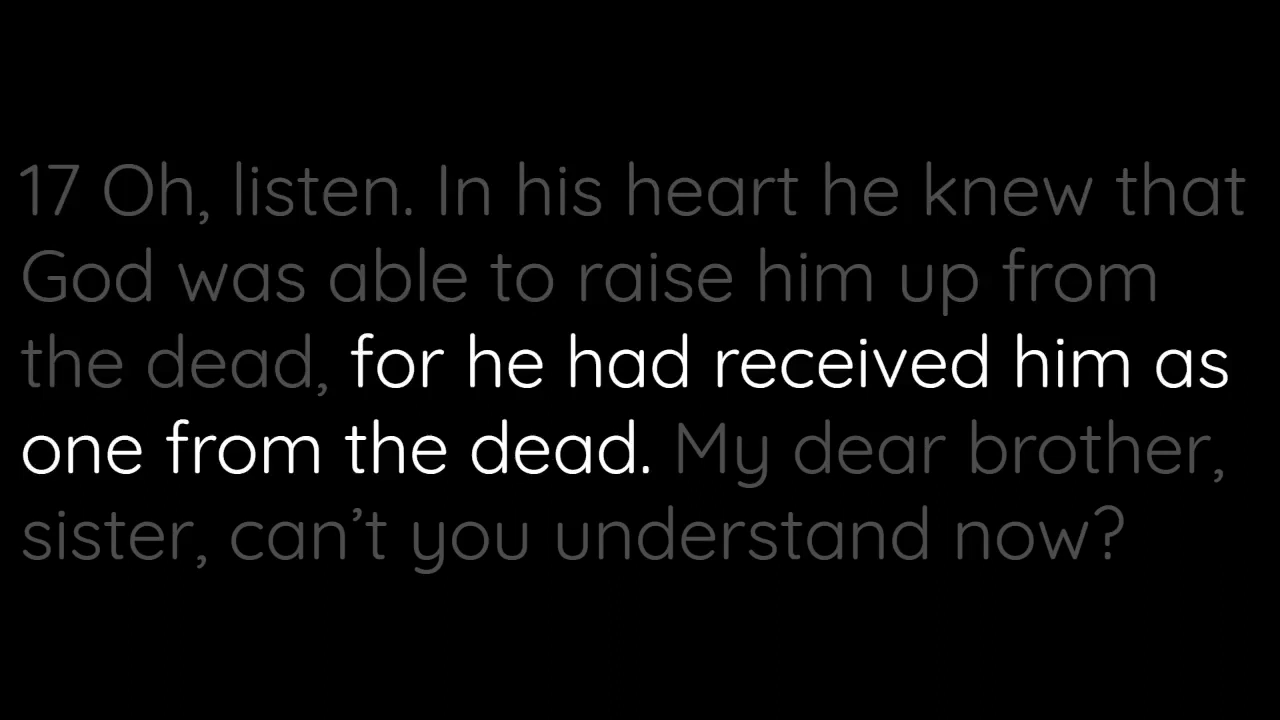 17 Oh, listen. In his heart he knew that
God was able to raise him up from
the dead, for he had received him as
one from the dead. My dear brother,
sister, can’t you understand now?